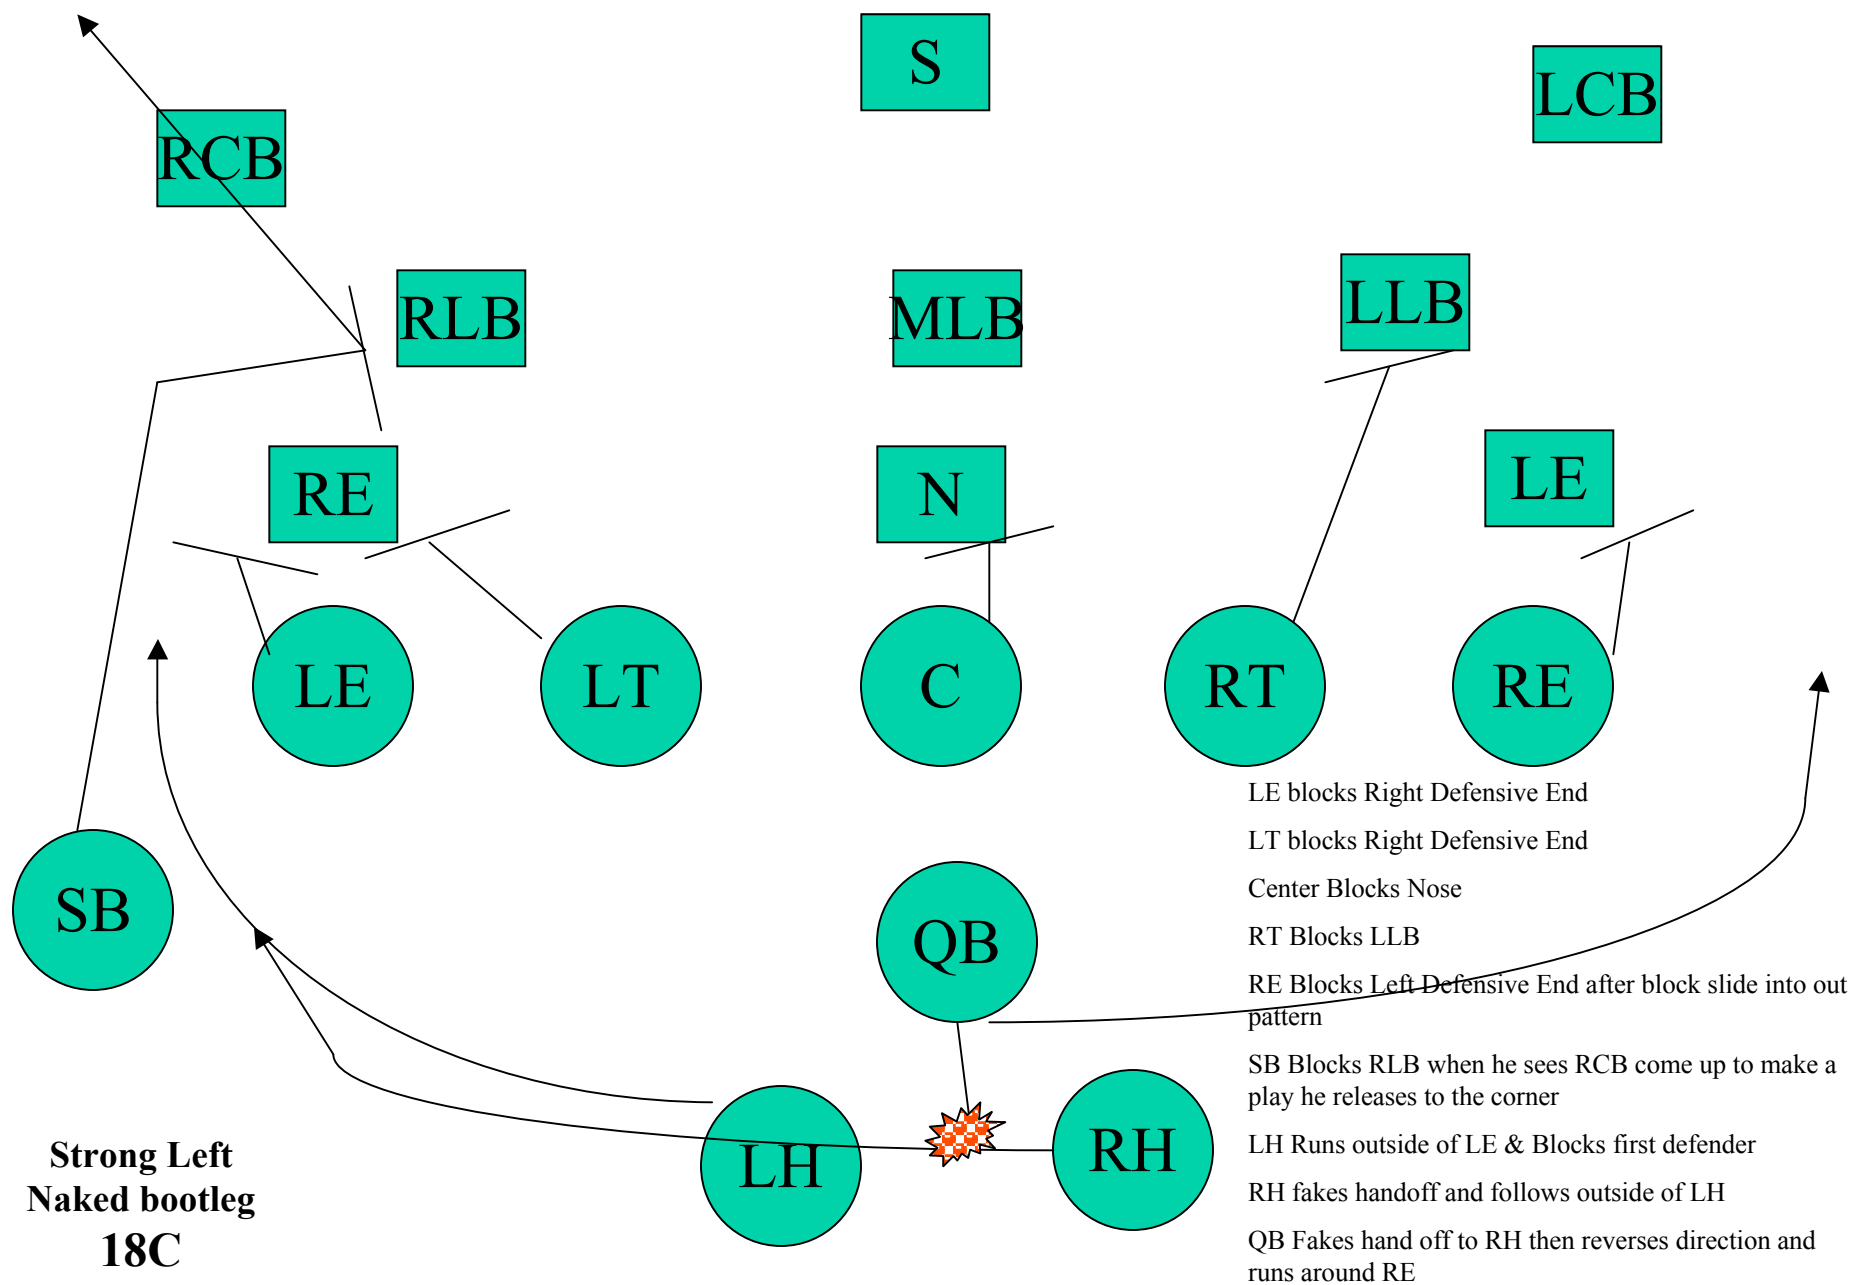 S
LCB
RCB
RLB
MLB
LLB
RE
N
LE
LE
LT
C
RT
RE
SB
QB
LH
RH
LE blocks Right Defensive End
LT blocks Right Defensive End
Center Blocks Nose
RT Blocks LLB
RE Blocks Left Defensive End after block slide into out
pattern
SB Blocks RLB when he sees RCB come up to make a
play he releases to the corner
LH Runs outside of LE & Blocks first defender
RH fakes handoff and follows outside of LH
QB Fakes hand off to RH then reverses direction and
runs around RE
Strong Left
Naked bootleg
18C